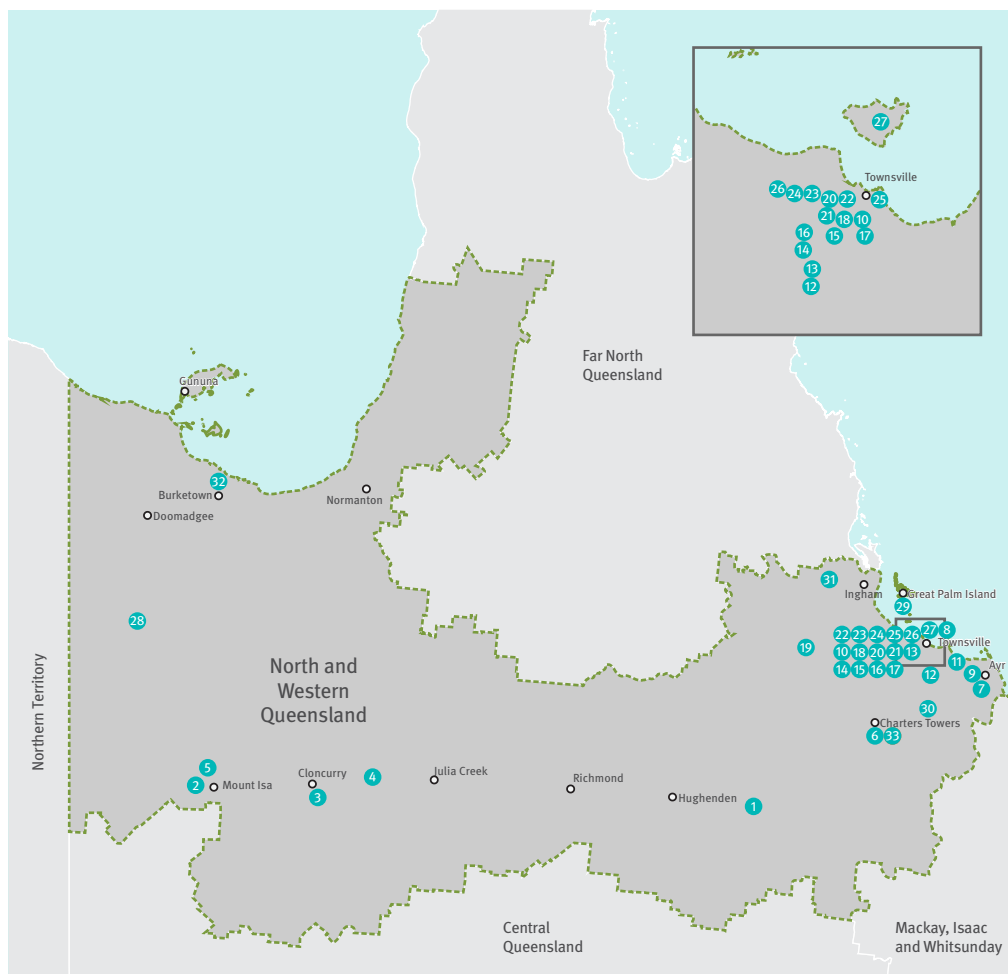 27
Townsville
26
24
23
20
22
25
21
18
10
16
15
17
14
13
12
Far North
Queensland
Gununa
32
Burketown
Normanton
Doomadgee
31
Ingham
Great Palm Island
29
28
22
23
24
25
26
27
8
Townsville
19
10
18
20
21
13
11
14
15
16
17
12
9
Ayr
7
North and
Western
Queensland
Northern Territory
30
Charters Towers
6
33
5
2
Mount Isa
Cloncurry
3
4
Julia Creek
Richmond
Hughenden
1
Central
Queensland
Mackay, Isaac
and Whitsunday